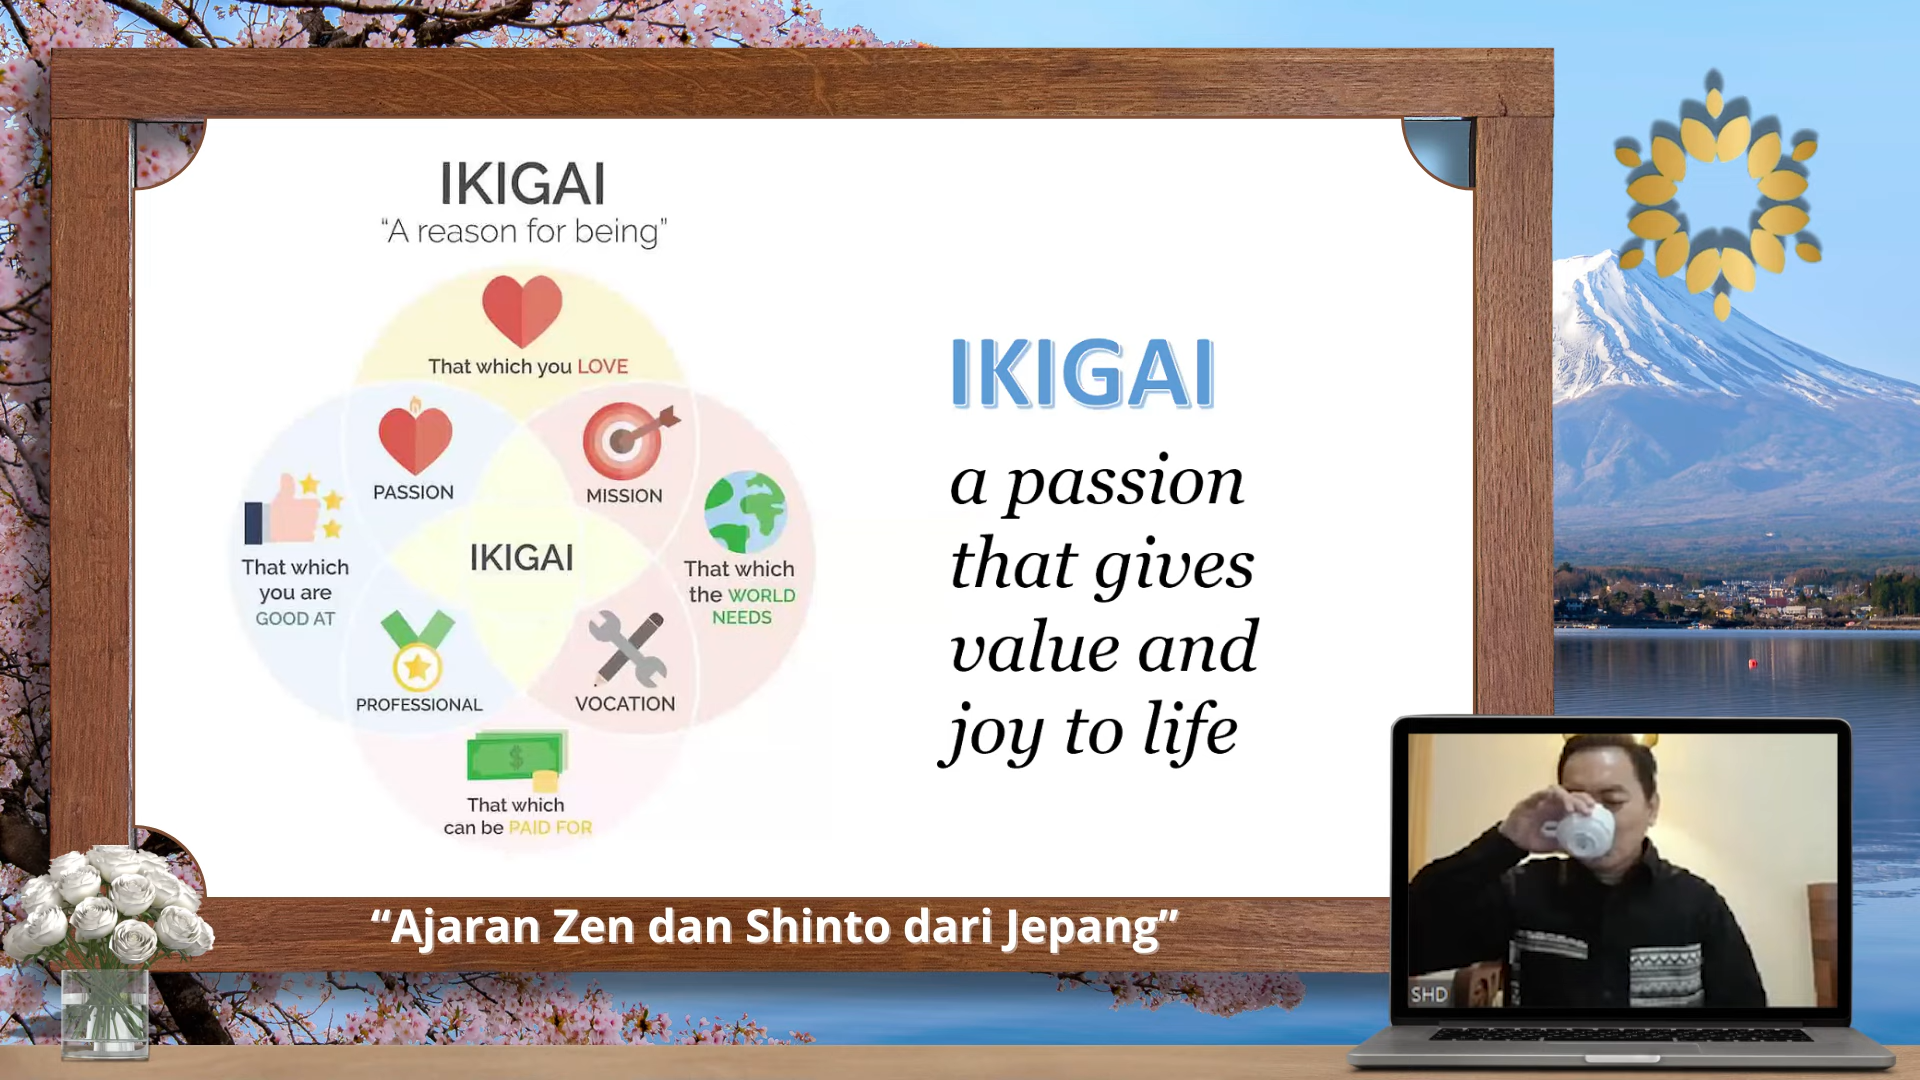 IKIGAI
“A reason for being”
That which you LOVE
PASSION
MISSION
That which
you are
GOOD AT
IKIGAI
That which
the WORLD
NEEDS
PROFESSIONAL
VOCATION
$
That which
can be PAID FOR
IKIGAI
a passion
that gives
value and
joy to life
“Ajaran Zen dan Shinto dari Jepang”
SHD